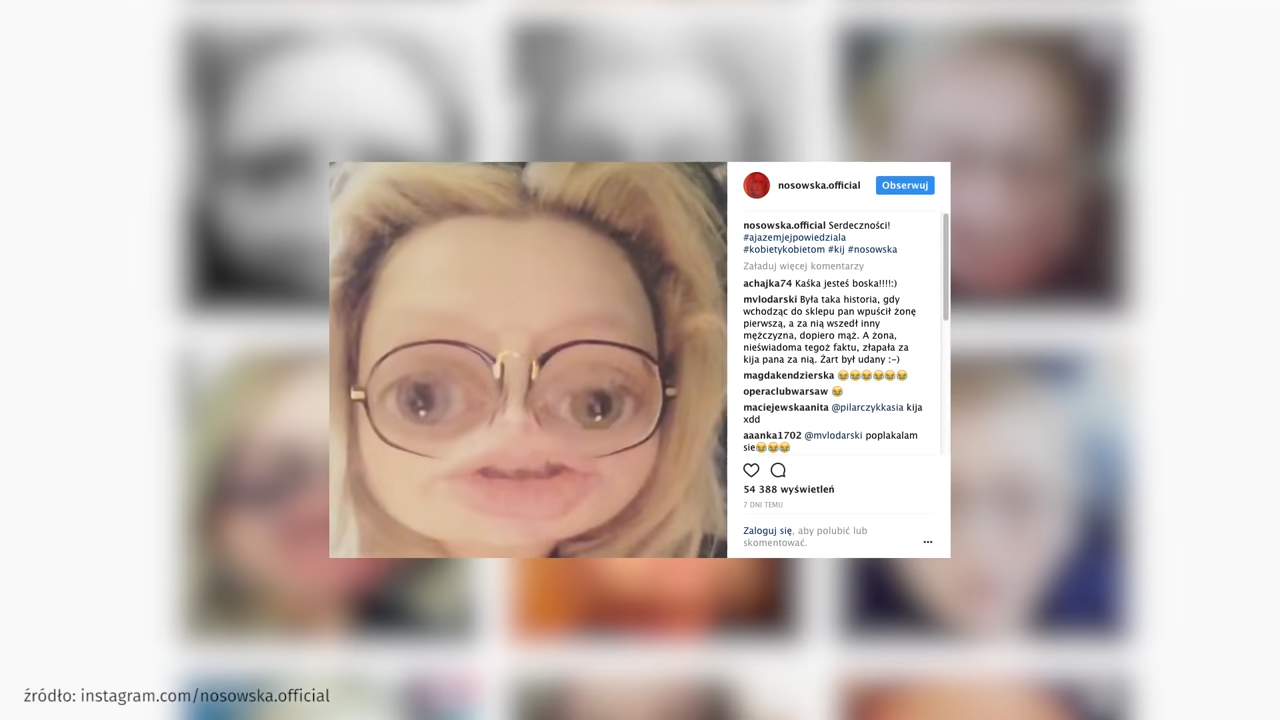 nosowska.official Obserwuj
nosowska.official Serdeczności!
#ajazemjejpowiedziala
#kobietykobietom #kij #nosowska
Załaduj więcej komentarzy
achajka74 Kaśka jesteś boska!!!!:)
mvlodarski Była taka historia, gdy
wchodząc do sklepu pan wpuścił żonę
pierwszą, a za nią wszedł inny
mężczyzna, dopiero mąż. A żona,
nieświadoma tegoż faktu, złapała za
kija pana za nią. Żart był udany :-)
magdakendzierska 😂😂😂😂😂😂
operaclubwarsaw 😂
maciejewskaanita @pilarczykkasia kija
xdd
aaanka1702 @mvlodarski poplakalam
sie😂😂😂
54 388 wyświetleń
7 DNI TEMU
Zaloguj się, aby polubić lub
skomentować.
źródło: instagram.com/nosowska.official